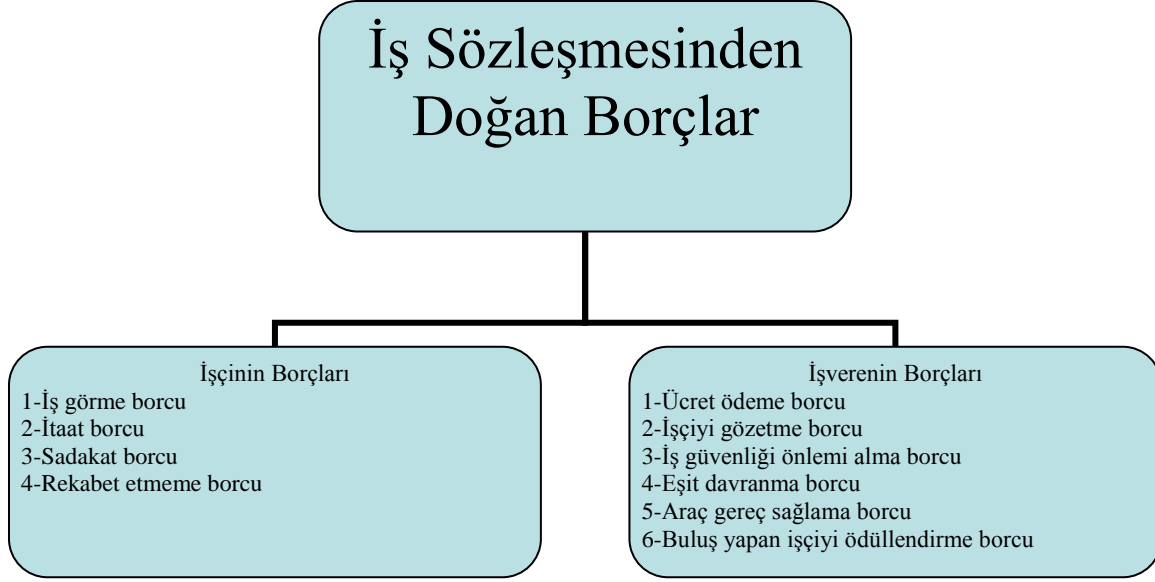 İş Sözleşmesinden
Doğan Borçlar
İşçinin Borçları
1-İş görme borcu
2-İtaat borcu
3-Sadakat borcu
4-Rekabet etmeme borcu
İşverenin Borçları
1-Ücret ödeme borcu
2-İşçiyi gözetme borcu
3-İş güvenliği önlemi alma borcu
4-Eşit davranma borcu
5-Araç gereç sağlama borcu
6-Buluş yapan işçiyi ödüllendirme borcu